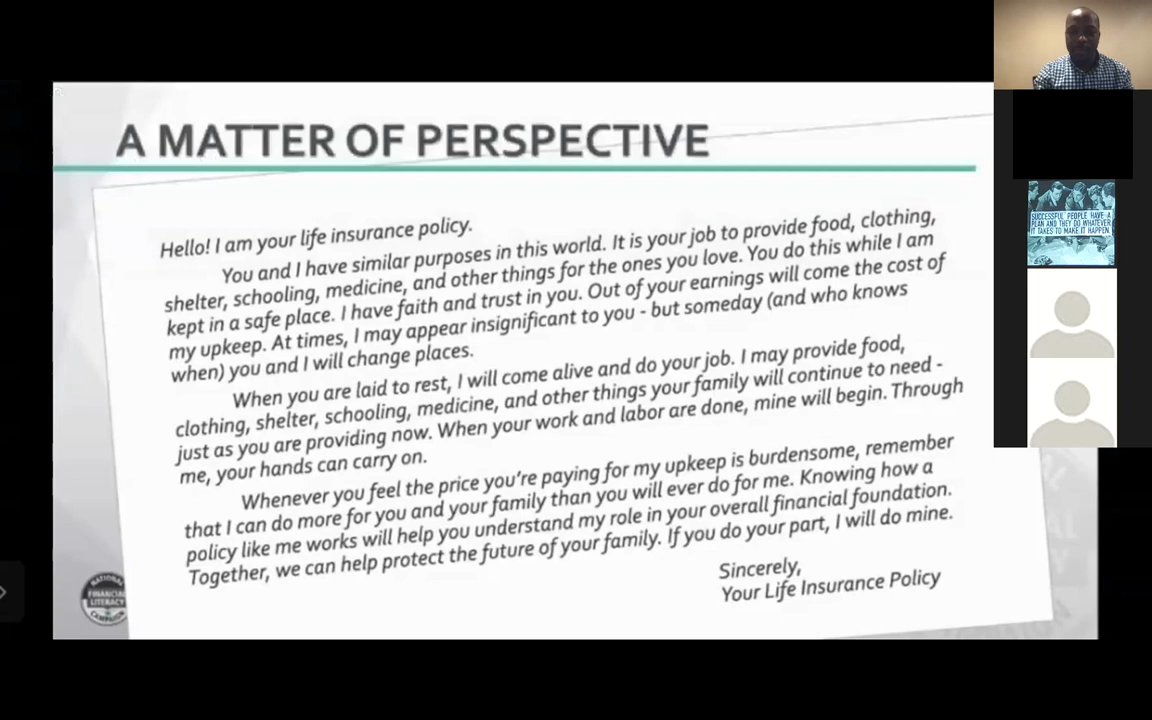 A MATTER OF PERSPECTIVE
Hello! I am your life insurance policy.
You and I have similar purposes in this world. It is your job to provide food, clothing,
shelter, schooling, medicine, and other things for the ones you love. You do this while I am
kept in a safe place. I have faith and trust in you. Out of your earnings will come the cost of
my upkeep. At times, I may appear insignificant to you - but someday (and who knows
when) you and I will change places.
When you are laid to rest, I will come alive and do your job. I may provide food,
clothing, shelter, schooling, medicine, and other things your family will continue to need -
just as you are providing now. When your work and labor are done, mine will begin. Through
me, your hands can carry on.
Whenever you feel the price you're paying for my upkeep is burdensome, remember
that I can do more for you and your family than you will ever do for me. Knowing how a
policy like me works will help you understand my role in your overall financial foundation.
Together, we can help protect the future of your family. If you do your part, I will do mine.
Sincerely,
Your Life Insurance Policy
NATIONAL
FINANCIAL
LITERACY
CAMPAIGN
SUCCESSFUL PEOPLE HAVE A
PLAN AND THEY DO WHATEVER
IT TAKES TO MAKE IT HAPPEN.